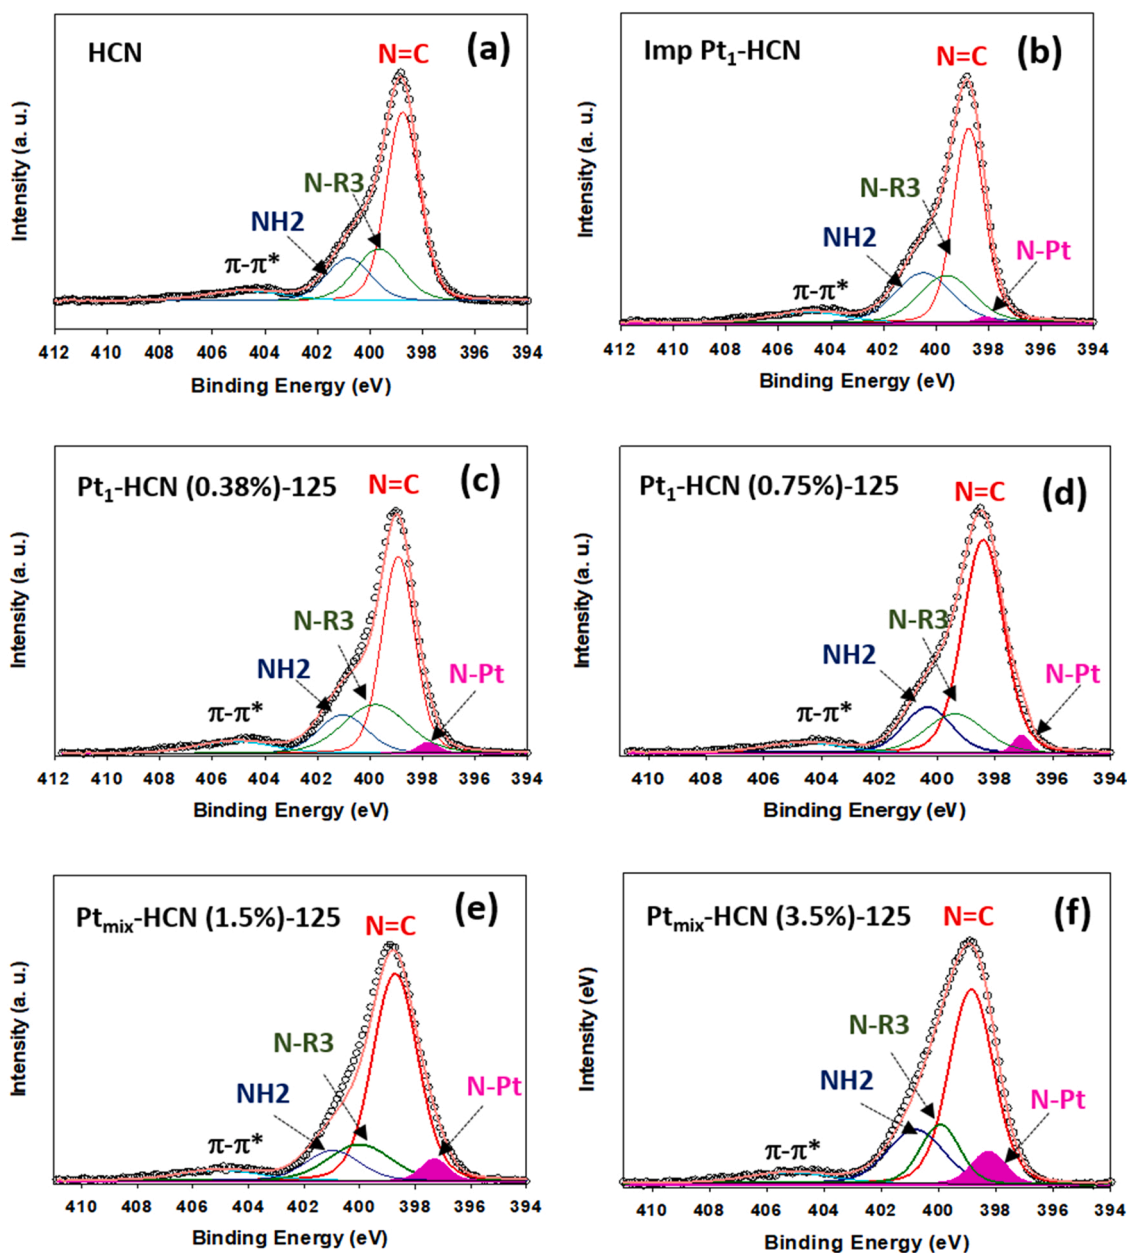 HCN
(a)
N=C
N-R3
NH2
π-π*
Intensity (a. u.)
412 410 408 406 404 402 400 398 396 394
Binding Energy (eV)
Imp Pt₁-HCN
(b)
N=C
N-R3
NH2
N-Pt
π-π*
Intensity (a. u.)
412 410 408 406 404 402 400 398 396 394
Binding Energy (eV)
Pt₁-HCN (0.38%)-125
(c)
N=C
N-R3
NH2
N-Pt
π-π*
Intensity (a. u.)
412 410 408 406 404 402 400 398 396 394
Binding Energy (eV)
Pt₁-HCN (0.75%)-125
(d)
N=C
N-R3
NH2
N-Pt
π-π*
Intensity (a. u.)
410 408 406 404 402 400 398 396 394
Binding Energy (eV)
Ptmix-HCN (1.5%)-125
(e)
N=C
N-R3
NH2
N-Pt
π-π*
Intensity (a. u.)
410 408 406 404 402 400 398 396 394
Binding Energy (eV)
Ptmix-HCN (3.5%)-125
(f)
N=C
N-R3
NH2
N-Pt
π-π*
Intensity (eV)
410 408 406 404 402 400 398 396 394
Binding Energy (eV)